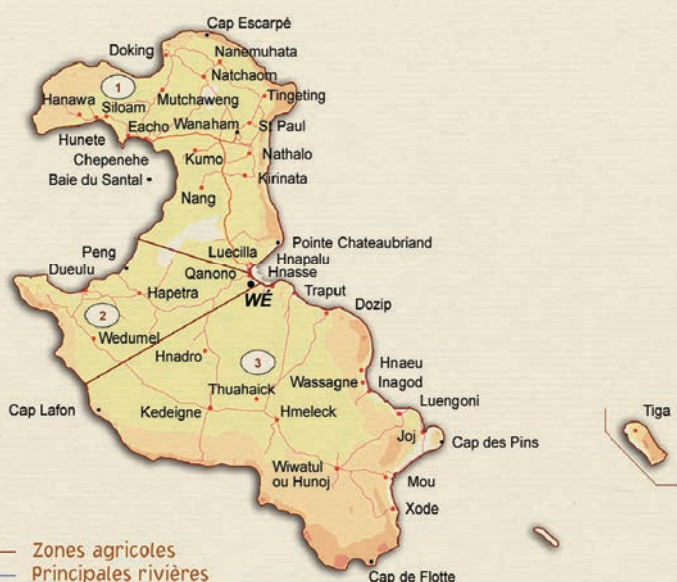 Cap Escarpé
Doking
Nanemuhata
Natchaom
1
Hanawa
Siloam
Mutchaweng
Tingeting
Eacho
Wanaham
St Paul
Hunete
Chepenehe
Kumo
Nathalo
Baie du Santal
Kirinata
Nang
Pointe Chateaubriand
Peng
Luecilla
Hnapalu
Dueulu
Qanono
Hnasse
WÉ
Traput
Hapetra
Dozip
2
Wedumel
Hnadro
3
Hnaeu
Thuahaick
Wassagne
Inagod
Cap Lafon
Kedeigne
Hmeleck
Luengoni
Tiga
Joj
Cap des Pins
Wiwatul
ou Hunoj
Mou
Xode
Zones agricoles
Principales rivières
Cap de Flotte